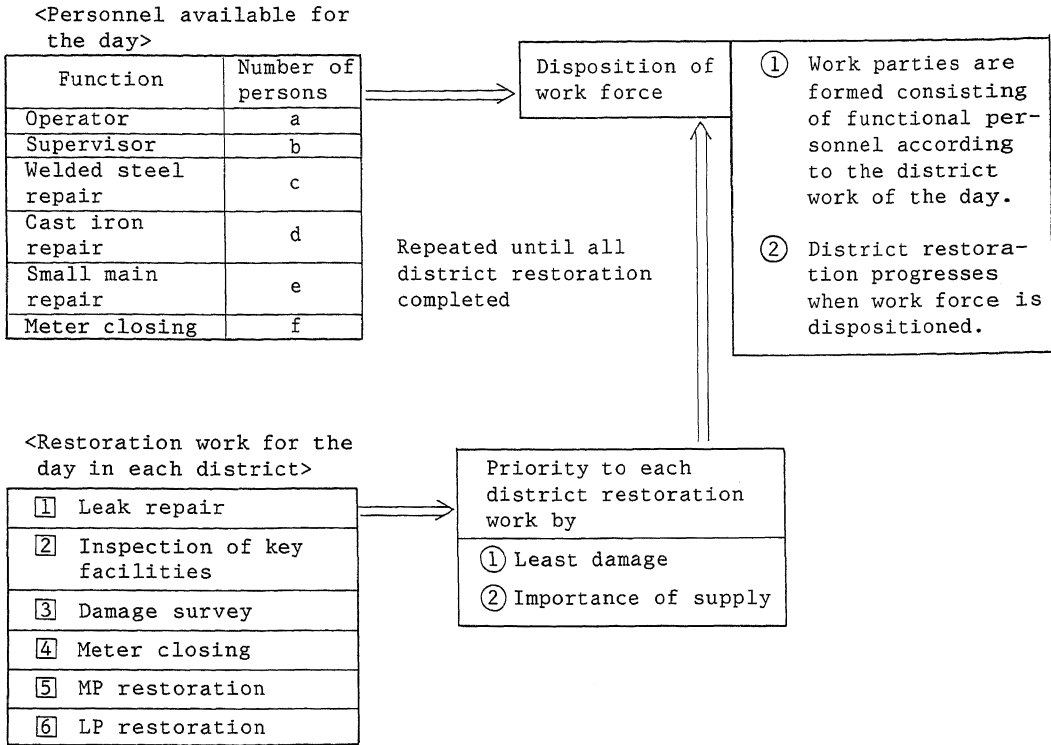 <Personnel available for
the day>
Function
Number of
persons
Operator
a
Supervisor
b
Welded steel
repair
c
Cast iron
repair
d
Small main
repair
e
Meter closing
f
Disposition of
work force
① Work parties are
formed consisting
of functional per-
sonnel according
to the district
work of the day.
② District restora-
tion progresses
when work force is
dispositioned.
Repeated until all
district restoration
completed
<Restoration work for the
day in each district>
1 Leak repair
2 Inspection of key
facilities
3 Damage survey
4 Meter closing
5 MP restoration
6 LP restoration
Priority to each
district restoration
work by
① Least damage
② Importance of supply